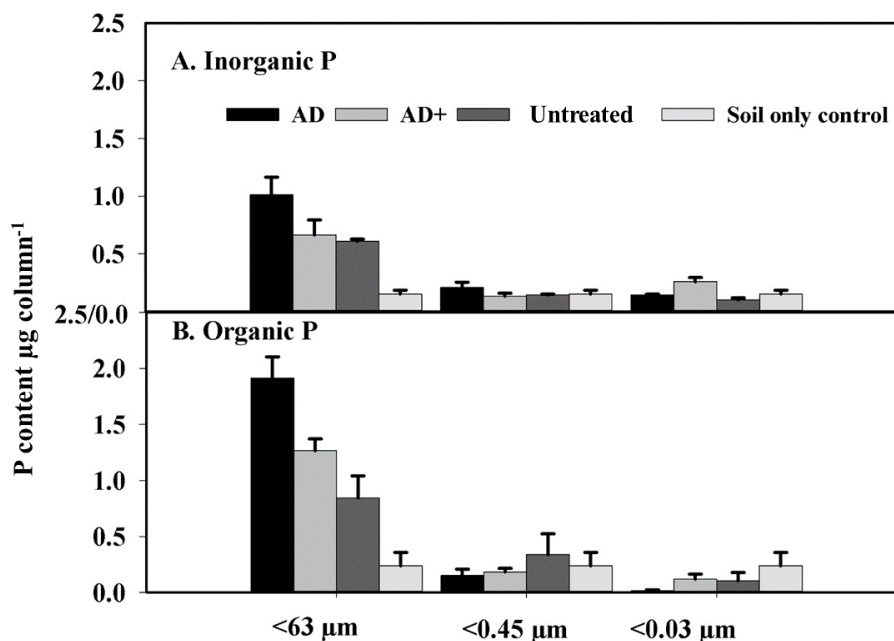 2.5
A. Inorganic P
2.0
AD AD+ Untreated Soil only control
1.5
1.0
0.5
2.5/0.0
B. Organic P
2.0
1.5
1.0
0.5
0.0
P content µg column⁻¹
<63 µm <0.45 µm <0.03 µm